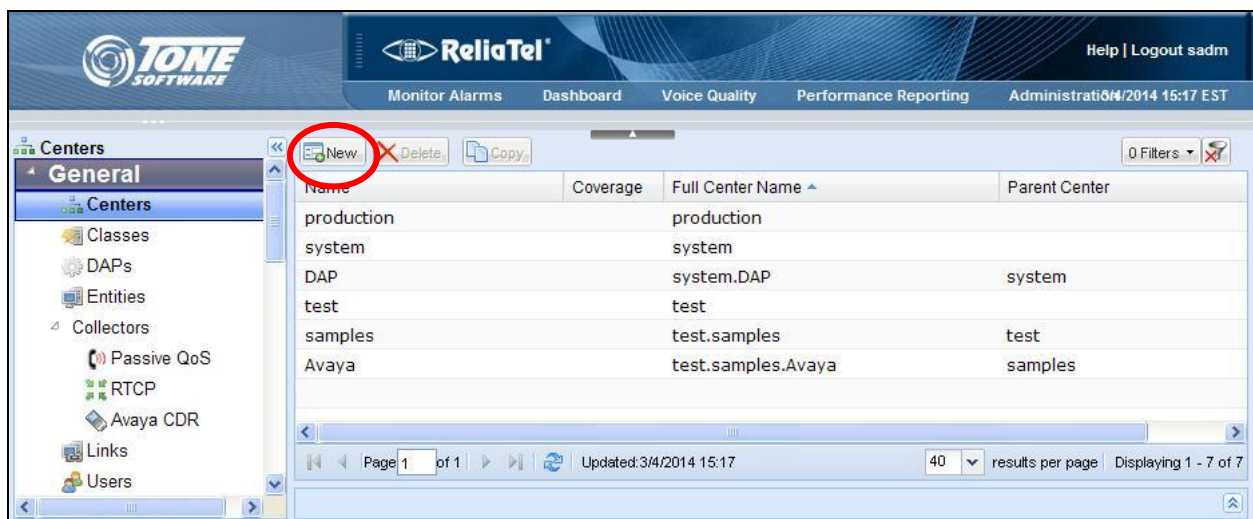 TONE
SOFTWARE
ReliaTel
Help | Logout sadm
Monitor Alarms Dashboard Voice Quality Performance Reporting Administration 3/4/2014 15:17 EST
Centers
New Delete Copy 0 Filters
General
Centers
Classes
DAPs
Entities
Collectors
Passive QoS
RTCP
Avaya CDR
Links
Users
Name Coverage Full Center Name Parent Center
production production
system system
DAP system.DAP system
test test
samples test.samples test
Avaya test.samples.Avaya samples
Page 1 of 1 Updated:3/4/2014 15:17 40 results per page Displaying 1 - 7 of 7